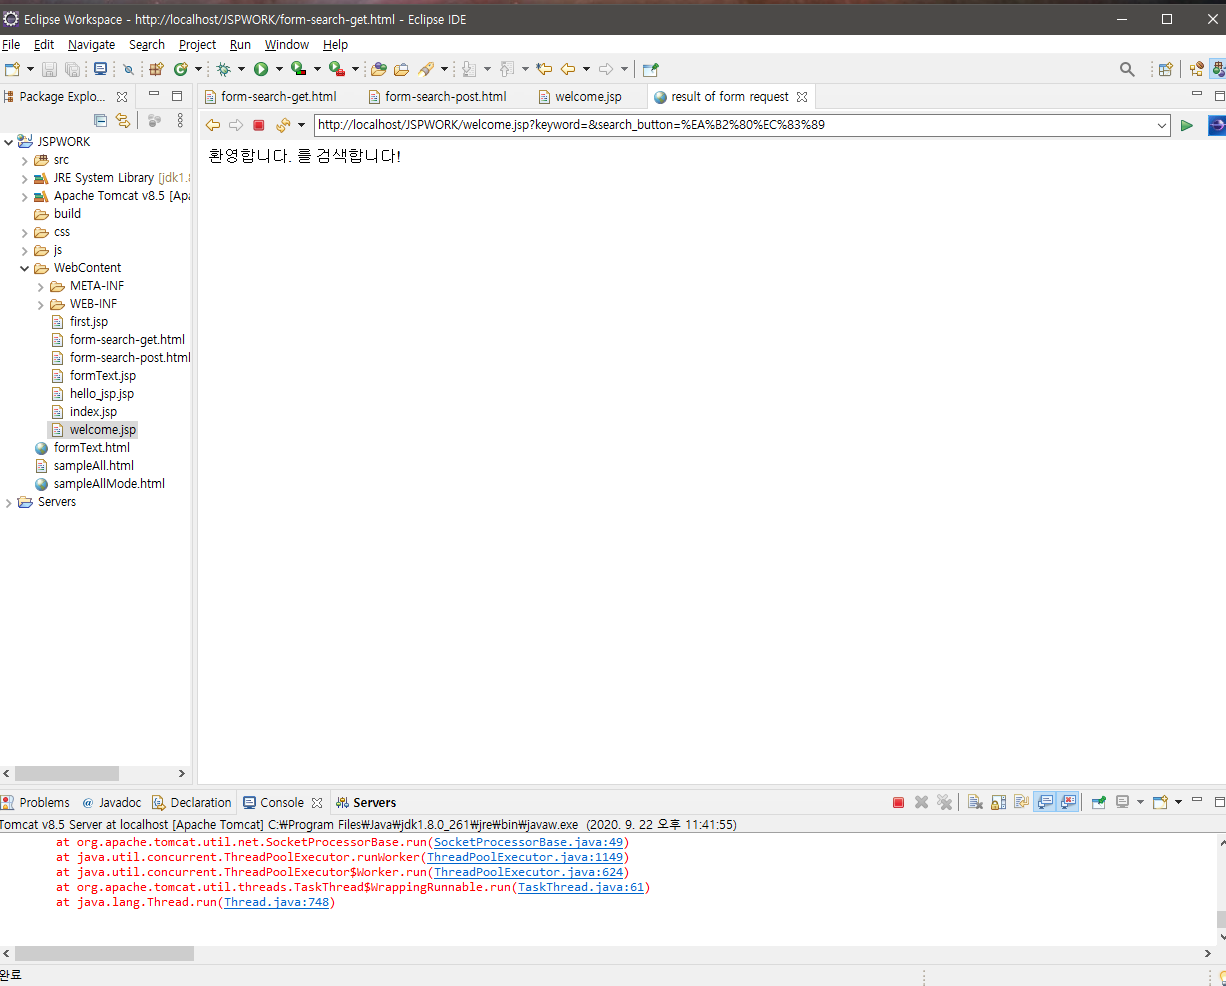 Eclipse Workspace - http://localhost/JSPWORK/form-search-get.html - Eclipse IDE
File Edit Navigate Search Project Run Window Help
Package Explo...
form-search-get.html form-search-post.html welcome.jsp result of form request
http://localhost/JSPWORK/welcome.jsp?keyword=&search_button=%EA%B2%80%EC%83%89
환영합니다. 를 검색합니다!
JSPWORK
src
JRE System Library [jdk1.8
Apache Tomcat v8.5 [Apa
build
css
js
WebContent
META-INF
WEB-INF
first.jsp
form-search-get.html
form-search-post.html
formText.jsp
hello_jsp.jsp
index.jsp
welcome.jsp
formText.html
sampleAll.html
sampleAllMode.html
Servers
Problems @ Javadoc Declaration Console Servers
Tomcat v8.5 Server at localhost [Apache Tomcat] C:₩Program Files₩Java₩jdk1.8.0_261₩jre₩bin₩javaw.exe (2020. 9. 22 오후 11:41:55)
at org.apache.tomcat.util.net.SocketProcessorBase.run(SocketProcessorBase.java:49)
at java.util.concurrent.ThreadPoolExecutor.runWorker(ThreadPoolExecutor.java:1149)
at java.util.concurrent.ThreadPoolExecutor$Worker.run(ThreadPoolExecutor.java:624)
at org.apache.tomcat.util.threads.TaskThread$WrappingRunnable.run(TaskThread.java:61)
at java.lang.Thread.run(Thread.java:748)
완료